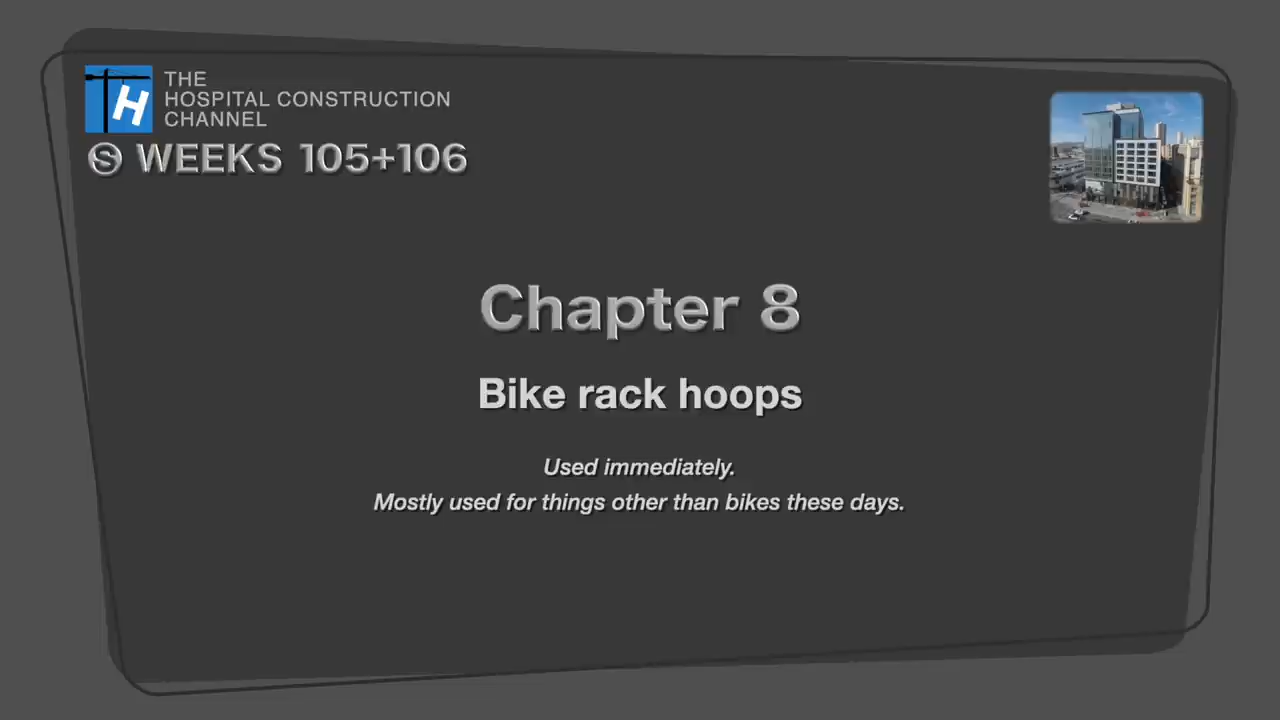 THE
HOSPITAL CONSTRUCTION
CHANNEL
H
Ⓢ WEEKS 105+106
Chapter 8
Bike rack hoops
Used immediately.
Mostly used for things other than bikes these days.